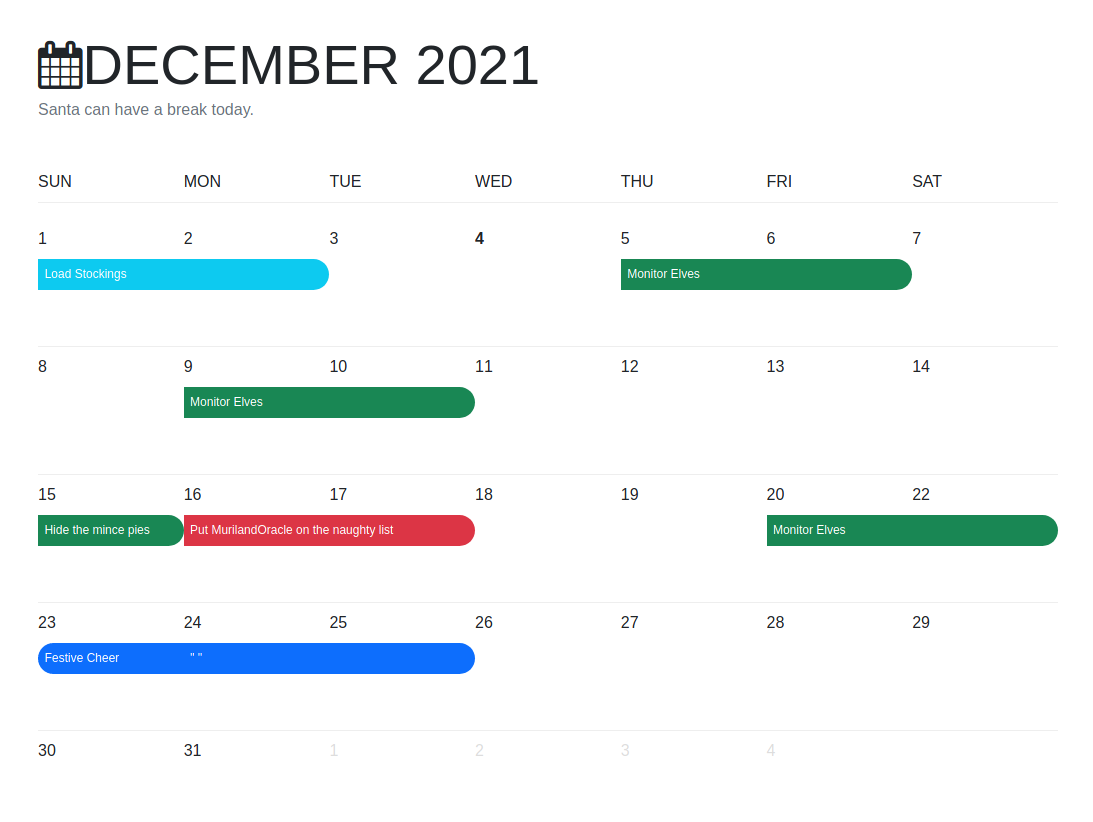 DECEMBER 2021
Santa can have a break today.
SUN MON TUE WED THU FRI SAT
1 2 3 4 5 6 7
Load Stockings Monitor Elves
8 9 10 11 12 13 14
Monitor Elves
15 16 17 18 19 20 22
Hide the mince pies Put MurilandOracle on the naughty list Monitor Elves
23 24 25 26 27 28 29
Festive Cheer " "
30 31 1 2 3 4